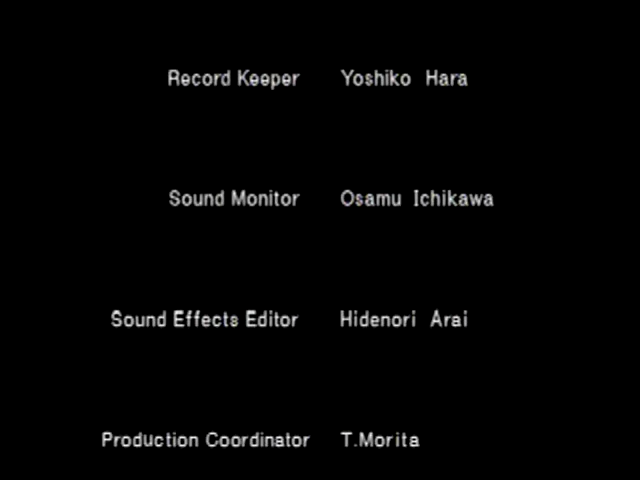 Record Keeper Yoshiko Hara
Sound Monitor Osamu Ichikawa
Sound Effects Editor Hidenori Arai
Production Coordinator T.Morita